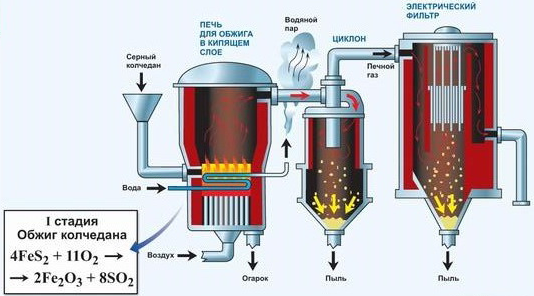 ЭЛЕКТРИЧЕСКИЙ
ФИЛЬТР
ПЕЧЬ
ДЛЯ ОБЖИГА
В КИПЯЩЕМ
СЛОЕ
Водяной
пар
ЦИКЛОН
Серный
колчедан
Печной
газ
Вода
I стадия
Обжиг колчедана
4FeS₂ + 11O₂ →
→ 2Fe₂O₃ + 8SO₂
Воздух
Огарок
Пыль
Пыль